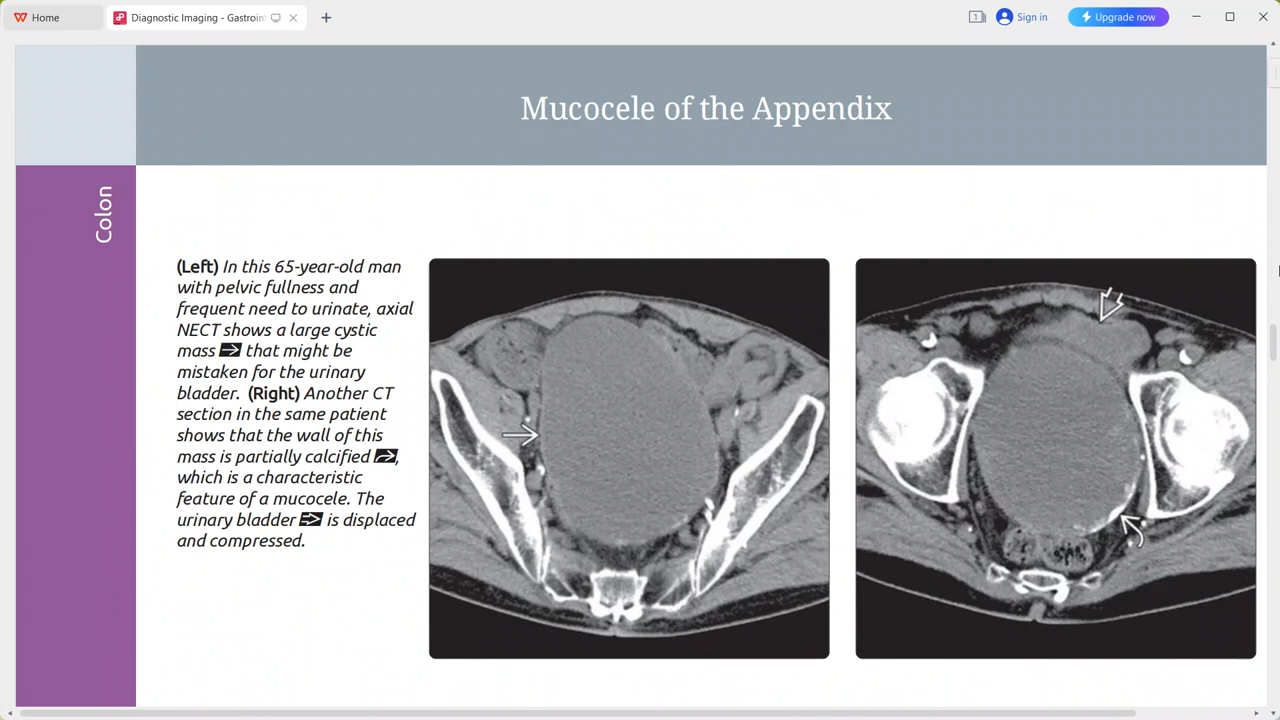 Home
Diagnostic Imaging - Gastroint
1
Sign in
Upgrade now
Mucocele of the Appendix
Colon
(Left) In this 65-year-old man
with pelvic fullness and
frequent need to urinate, axial
NECT shows a large cystic
mass that might be
mistaken for the urinary
bladder. (Right) Another CT
section in the same patient
shows that the wall of this
mass is partially calcified ,
which is a characteristic
feature of a mucocele. The
urinary bladder is displaced
and compressed.